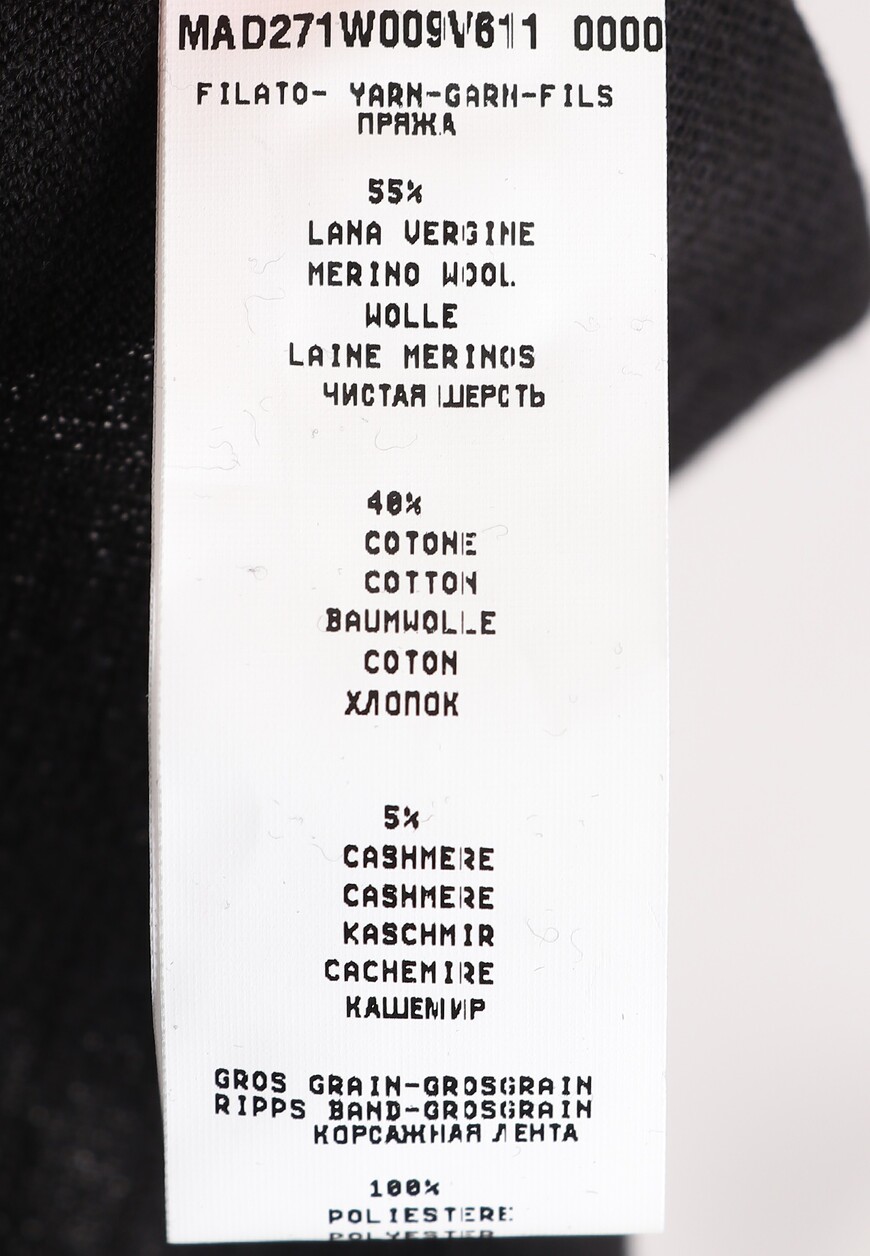 MAD271W009V611 0000
FILATO- YARN-GARN-FILS
ПРЯЖА
55%
LANA VERGINE
MERINO WOOL
WOLLE
LAINE MERINOS
ЧИСТАЯ ШЕРСТЬ
40%
COTONE
COTTON
BAUMWOLLE
COTON
ХЛОПОК
5%
CASHMERE
CASHMERE
KASCHMIR
CACHEMIRE
КАШЕМИР
GROS GRAIN-GROSGRAIN
RIPPS BAND-GROSGRAIN
КОРСАЖНАЯ ЛЕНТА
100%
POLIESTERE
POLYESTER